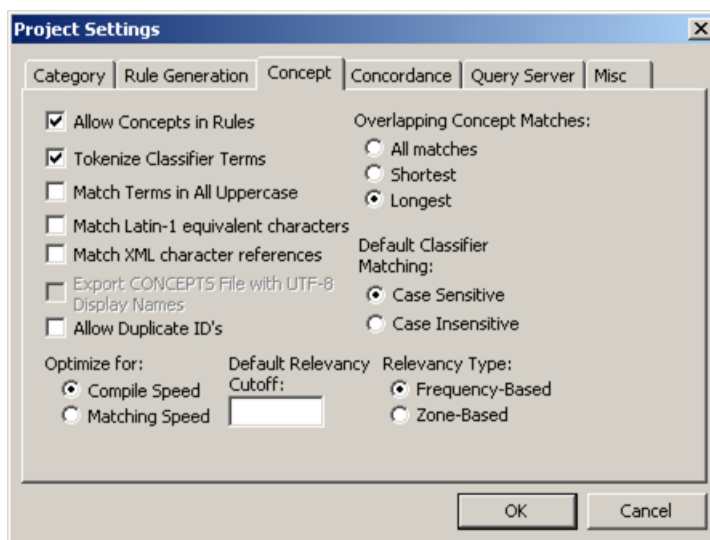 Project Settings
Category Rule Generation Concept Concordance Query Server Misc
Allow Concepts in Rules
Tokenize Classifier Terms
Match Terms in All Uppercase
Match Latin-1 equivalent characters
Match XML character references
Export CONCEPTS File with UTF-8
Display Names
Allow Duplicate ID's
Overlapping Concept Matches:
All matches
Shortest
Longest
Default Classifier
Matching:
Case Sensitive
Case Insensitive
Optimize for:
Compile Speed
Matching Speed
Default Relevancy
Cutoff:
Relevancy Type:
Frequency-Based
Zone-Based
OK Cancel